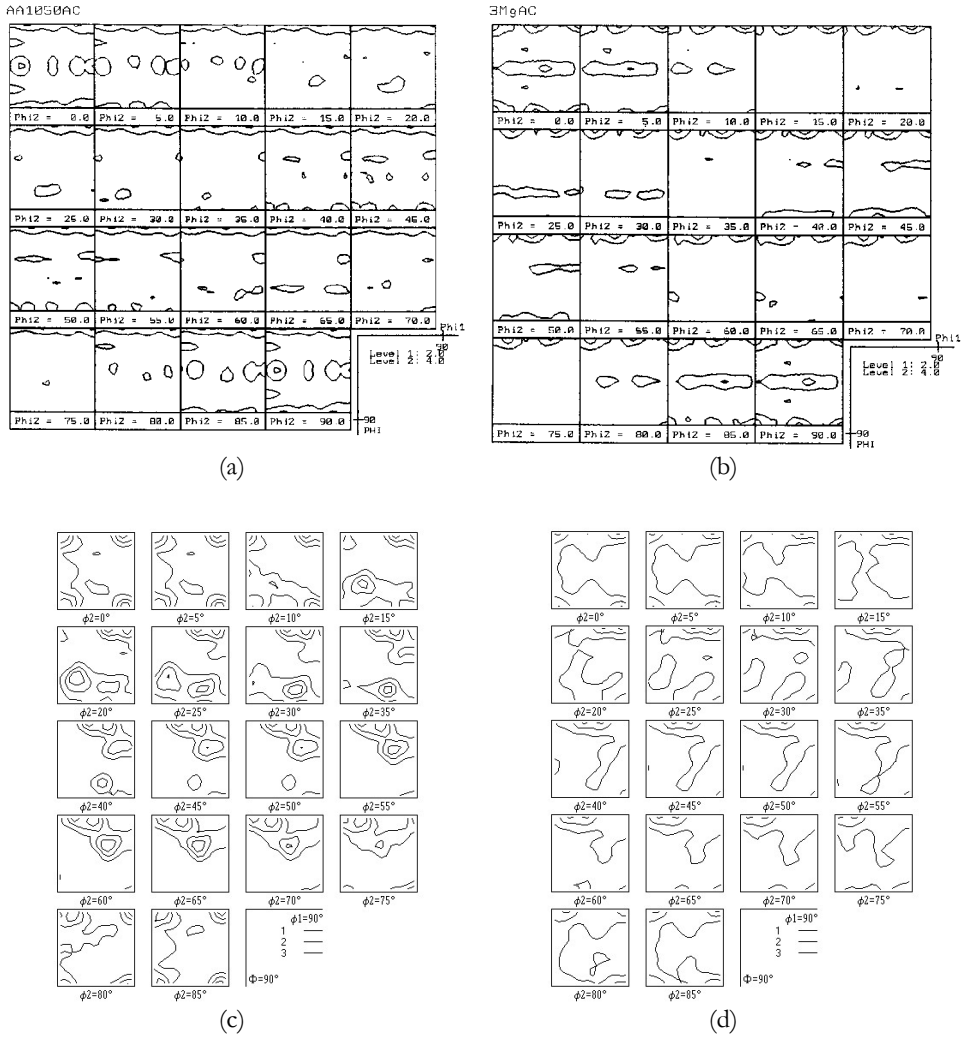 AA1050AC
Phi2 = 0.0 Phi2 = 5.0 Phi2 = 10.0 Phi2 = 15.0 Phi2 = 20.0
Phi2 = 25.0 Phi2 = 30.0 Phi2 = 35.0 Phi2 = 40.0 Phi2 = 45.0
Phi2 = 50.0 Phi2 = 55.0 Phi2 = 60.0 Phi2 = 65.0 Phi2 = 70.0
Phi1
90
Level 1: 2.0
Level 2: 4.0
Phi2 = 75.0 Phi2 = 80.0 Phi2 = 85.0 Phi2 = 90.0
90
PHI
(a)
3MgAC
Phi2 = 0.0 Phi2 = 5.0 Phi2 = 10.0 Phi2 = 15.0 Phi2 = 20.0
Phi2 = 25.0 Phi2 = 30.0 Phi2 = 35.0 Phi2 = 40.0 Phi2 = 45.0
Phi2 = 50.0 Phi2 = 55.0 Phi2 = 60.0 Phi2 = 65.0 Phi2 = 70.0
Phi1
90
Level 1: 2.0
Level 2: 4.0
Phi2 = 75.0 Phi2 = 80.0 Phi2 = 85.0 Phi2 = 90.0
90
PHI
(b)
ϕ2=0° ϕ2=5° ϕ2=10° ϕ2=15°
ϕ2=20° ϕ2=25° ϕ2=30° ϕ2=35°
ϕ2=40° ϕ2=45° ϕ2=50° ϕ2=55°
ϕ2=60° ϕ2=65° ϕ2=70° ϕ2=75°
ϕ1=90°
1
2
3
Φ=90°
ϕ2=80° ϕ2=85°
(c)
ϕ2=0° ϕ2=5° ϕ2=10° ϕ2=15°
ϕ2=20° ϕ2=25° ϕ2=30° ϕ2=35°
ϕ2=40° ϕ2=45° ϕ2=50° ϕ2=55°
ϕ2=60° ϕ2=65° ϕ2=70° ϕ2=75°
ϕ1=90°
1
2
3
Φ=90°
ϕ2=80° ϕ2=85°
(d)